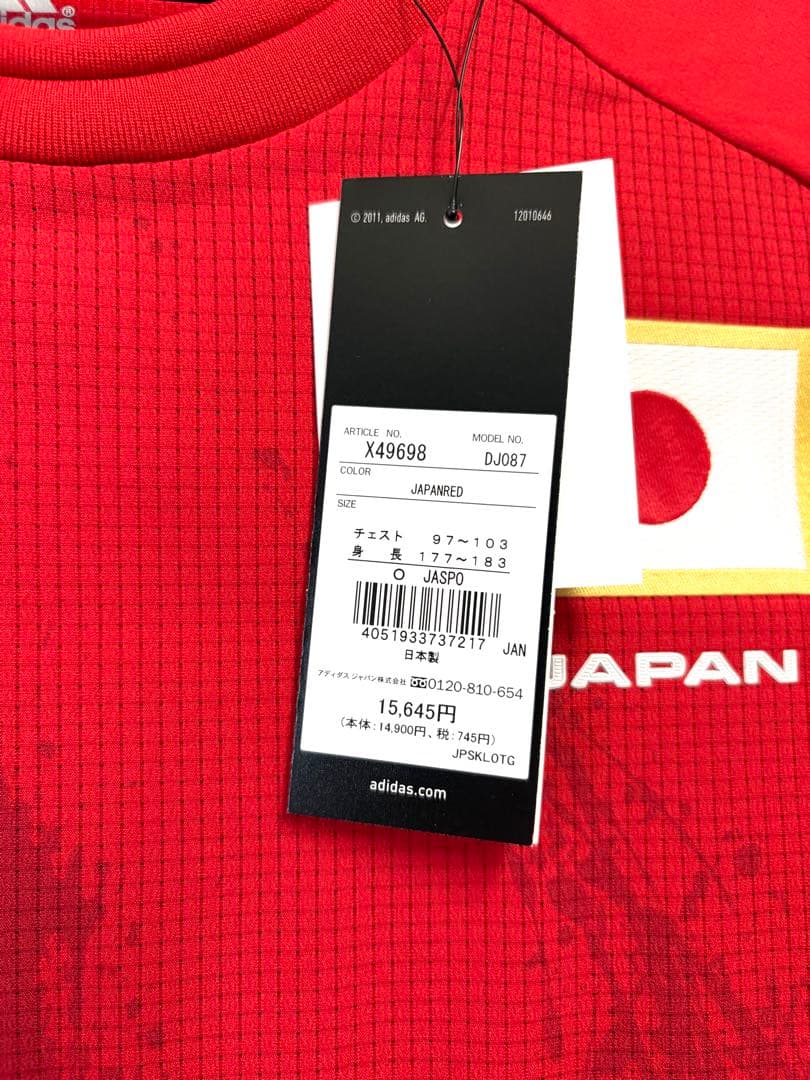 adidas®
© 2011, adidas AG. 12010646
ARTICLE NO. MODEL NO.
X49698 DJ087
COLOR
JAPANRED
SIZE
チェスト 97~103
身 長 177~183
O JASPO
4051933737217 JAN
日本製
アディダス ジャパン株式会社 0120-810-654
15,645円
(本体:14,900円、税:745円)
JPSKLOTG
adidas.com
JAPAN